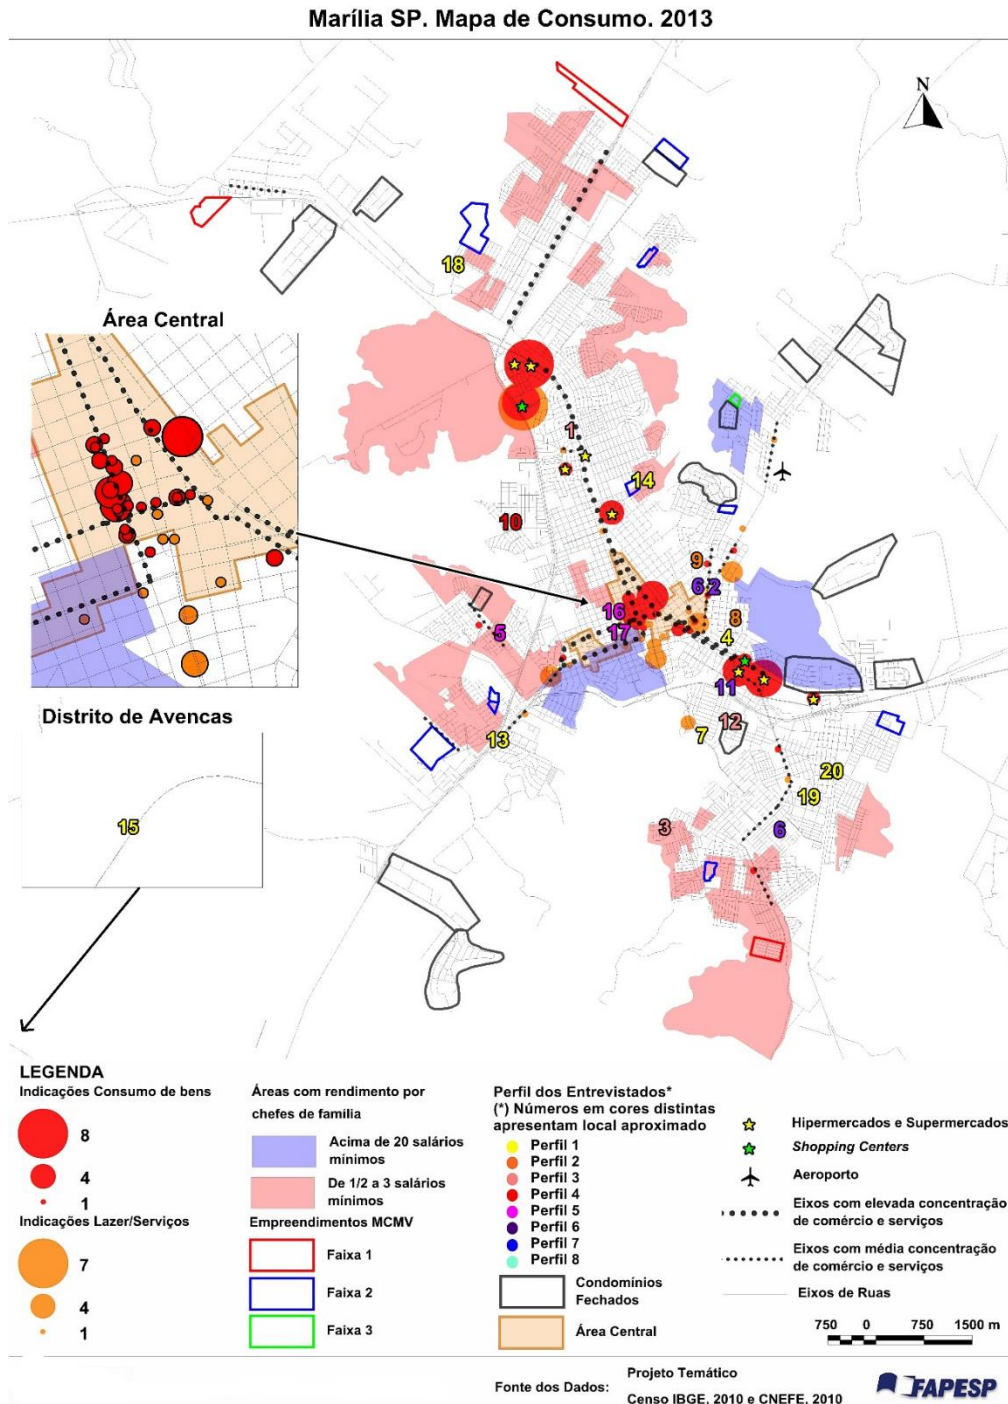 Marília SP. Mapa de Consumo. 2013
N
18
Área Central
1
14
10
9
6 2
16
8
17
5
4
11
Distrito de Avencas
13
7
12
20
15
19
3
6
LEGENDA
Indicações Consumo de bens
8
4
1
Indicações Lazer/Serviços
7
4
1
Áreas com rendimento por
chefes de família
Acima de 20 salários
mínimos
De 1/2 a 3 salários
mínimos
Empreendimentos MCMV
Faixa 1
Faixa 2
Faixa 3
Perfil dos Entrevistados*
(*) Números em cores distintas
apresentam local aproximado
Perfil 1
Perfil 2
Perfil 3
Perfil 4
Perfil 5
Perfil 6
Perfil 7
Perfil 8
Condomínios
Fechados
Área Central
Hipermercados e Supermercados
Shopping Centers
Aeroporto
Eixos com elevada concentração
de comércio e serviços
Eixos com média concentração
de comércio e serviços
Eixos de Ruas
750 0 750 1500 m
Fonte dos Dados:
Projeto Temático
Censo IBGE, 2010 e CNEFE, 2010
FAPESP